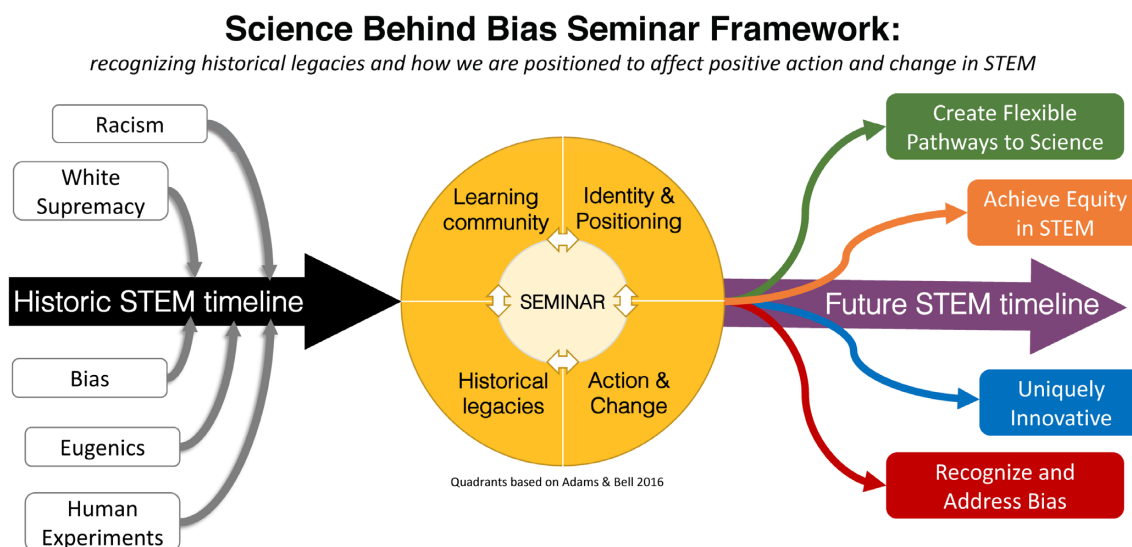 Science Behind Bias Seminar Framework:
recognizing historical legacies and how we are positioned to affect positive action and change in STEM
Racism
White
Supremacy
Historic STEM timeline
Bias
Eugenics
Human
Experiments
Learning
community
Identity &
Positioning
SEMINAR
Historical
legacies
Action &
Change
Quadrants based on Adams & Bell 2016
Create Flexible
Pathways to Science
Achieve Equity
in STEM
Future STEM timeline
Uniquely
Innovative
Recognize and
Address Bias